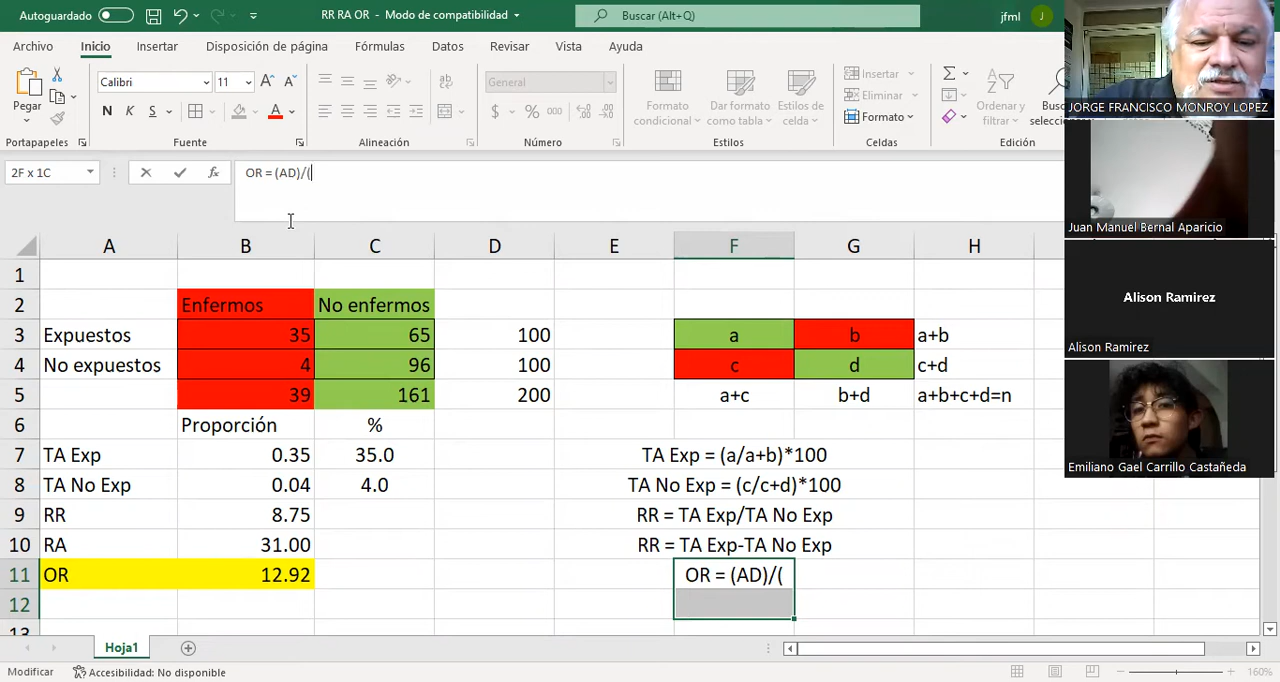 Autoguardado
RR RA OR - Modo de compatibilidad
Buscar (Alt+Q)
jfml
J
Archivo Inicio Insertar Disposición de página Fórmulas Datos Revisar Vista Ayuda
Pegar
Calibri 11
N K S
General
$ % 000
Formato condicional
Dar formato como tabla
Estilos de celda
Insertar
Eliminar
Formato
Ordenar y filtrar
Portapapeles Fuente Alineación Número Estilos Celdas
2F x 1C
fx
OR = (AD)/(
A B C D E F G H
1
2 Enfermos No enfermos
3 Expuestos 35 65 100 a b a+b
4 No expuestos 4 96 100 c d c+d
5 39 161 200 a+c b+d a+b+c+d=n
6 Proporción %
7 TA Exp 0.35 35.0 TA Exp = (a/a+b)*100
8 TA No Exp 0.04 4.0 TA No Exp = (c/c+d)*100
9 RR 8.75 RR = TA Exp/TA No Exp
10 RA 31.00 RR = TA Exp-TA No Exp
11 OR 12.92 OR = (AD)/(
12
13
Hoja1
Modificar
Accesibilidad: No disponible
160%
JORGE FRANCISCO MONROY LOPEZ
Juan Manuel Bernal Aparicio
Alison Ramirez
Alison Ramirez
Emiliano Gael Carrillo Castañeda